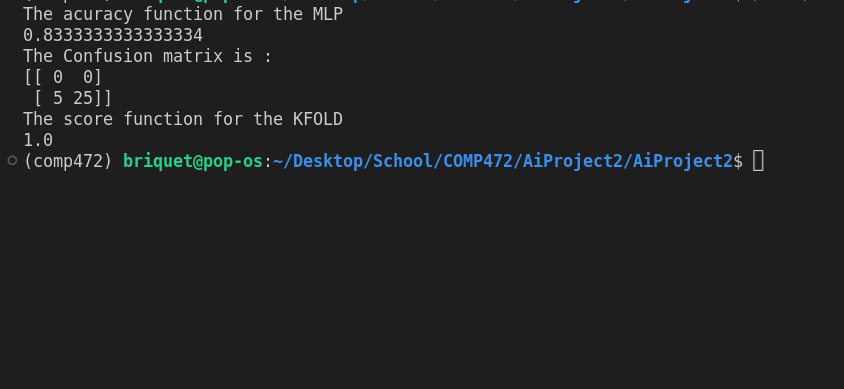 The acuracy function for the MLP
0.8333333333333334
The Confusion matrix is :
[[ 0  0]
 [ 5 25]]
The score function for the KFOLD
1.0
(comp472) briquet@pop-os:~/Desktop/School/COMP472/AiProject2/AiProject2$